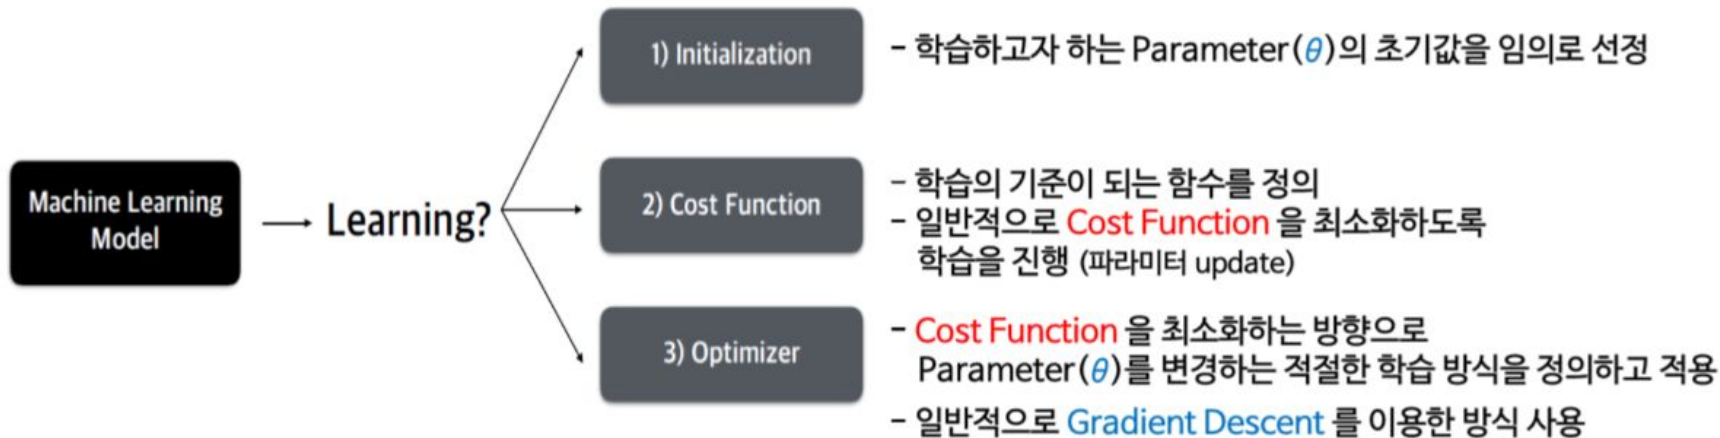 Machine Learning
Model
Learning?
1) Initialization
- 학습하고자 하는 Parameter(θ)의 초기값을 임의로 선정
2) Cost Function
- 학습의 기준이 되는 함수를 정의
- 일반적으로 Cost Function 을 최소화하도록
학습을 진행 (파라미터 update)
3) Optimizer
- Cost Function 을 최소화하는 방향으로
Parameter(θ)를 변경하는 적절한 학습 방식을 정의하고 적용
- 일반적으로 Gradient Descent 를 이용한 방식 사용